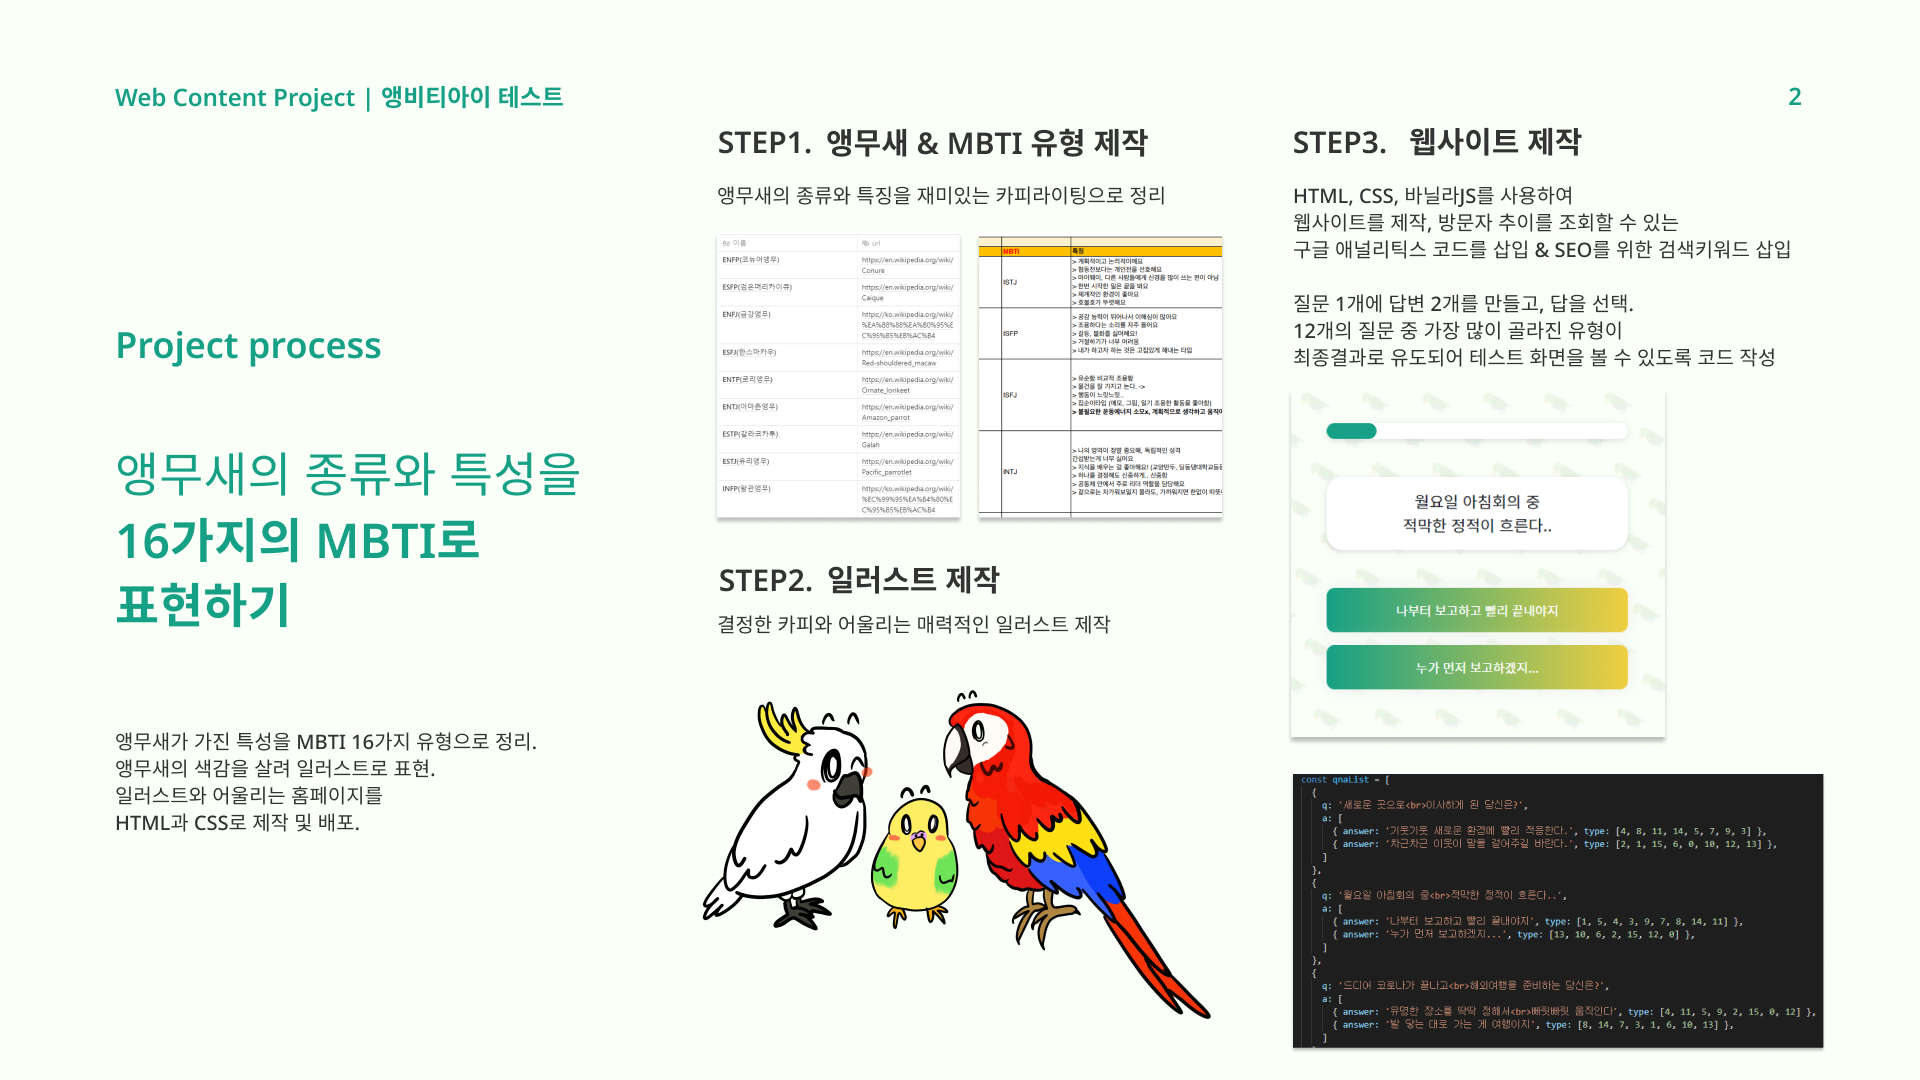 Web Content Project | 앵비티아이 테스트
2
Project process
앵무새의 종류와 특성을
16가지의 MBTI로
표현하기
앵무새가 가진 특성을 MBTI 16가지 유형으로 정리.
앵무새의 색감을 살려 일러스트로 표현.
일러스트와 어울리는 홈페이지를
HTML과 CSS로 제작 및 배포.
STEP1. 앵무새 & MBTI 유형 제작
앵무새의 종류와 특징을 재미있는 카피라이팅으로 정리
Aa 이름
url
ENFP(코뉴어앵무)
https://en.wikipedia.org/wiki/
Conure
ESFP(검은머리카이큐)
https://en.wikipedia.org/wiki/
Caique
ENFJ(금강앵무)
https://ko.wikipedia.org/wiki/
%EA%B8%88%EA%B0%95%E
C%95%B5%EB%AC%B4
ESFJ(한스마카우)
https://en.wikipedia.org/wiki/
Red-shouldered_macaw
ENTP(로리앵무)
https://en.wikipedia.org/wiki/
Ornate_lorikeet
ENTJ(아마존앵무)
https://en.wikipedia.org/wiki/
Amazon_parrot
ESTP(갈라코카투)
https://en.wikipedia.org/wiki/
Galah
ESTJ(유리앵무)
https://en.wikipedia.org/wiki/
Pacific_parrotlet
INFP(왕관앵무)
https://ko.wikipedia.org/wiki/
%EC%99%95%EA%B4%80%E
C%95%B5%EB%AC%B4
MBTI
특징
ISTJ
> 계획적이고 논리적이에요
> 협동전보다는 개인전을 선호해요
> 마이웨이, 다른 사람들에게 신경을 많이 쓰는 편이 아님
> 한번 시작한 일은 끝을 봐요
> 체계적인 환경이 좋아요
> 호불호가 뚜렷해요
ISFP
> 공감 능력이 뛰어나서 이해심이 많아요
> 조용하다는 소리를 자주 들어요
> 갈등, 불화를 싫어해요!
> 거절하기가 너무 어려움
> 내가 하고자 하는 것은 고집있게 해내는 타입
ISFJ
> 유순함 비교적 조용함
> 물건을 잘 가지고 논다. ->
> 행동이 느릿느릿..
> 집순이타입 (메모, 그림, 일기 조용한 활동을 좋아함)
> 불필요한 운동에너지 소모x, 계획적으로 생각하고 움직이
INTJ
> 나의 영역이 정말 중요해, 독립적인 성격
간섭받는게 너무 싫어요
> 지식을 배우는 걸 좋아해요! (교양만두, 딩동댕대학교등
> 하나를 결정해도 신중하게.. 신중함
> 공동체 안에서 주로 리더 역할을 담당해요
> 겉으로는 차가워보일지 몰라도, 가까워지면 한없이 따뜻
STEP2. 일러스트 제작
결정한 카피와 어울리는 매력적인 일러스트 제작
STEP3. 웹사이트 제작
HTML, CSS, 바닐라JS를 사용하여
웹사이트를 제작, 방문자 추이를 조회할 수 있는
구글 애널리틱스 코드를 삽입 & SEO를 위한 검색키워드 삽입
질문 1개에 답변 2개를 만들고, 답을 선택.
12개의 질문 중 가장 많이 골라진 유형이
최종결과로 유도되어 테스트 화면을 볼 수 있도록 코드 작성
월요일 아침회의 중
적막한 정적이 흐른다..
나부터 보고하고 빨리 끝내야지
누가 먼저 보고하겠지...
const qnaList = [
{
q: '새로운 곳으로<br>이사하게 된 당신은?',
a: [
{ answer: '기웃기웃 새로운 환경에 빨리 적응한다.', type: [4, 8, 11, 14, 5, 7, 9, 3] },
{ answer: '차근차근 이웃이 말을 걸어주길 바란다.', type: [2, 1, 15, 6, 0, 10, 12, 13] },
]
},
{
q: '월요일 아침회의 중<br>적막한 정적이 흐른다..',
a: [
{ answer: '나부터 보고하고 빨리 끝내야지', type: [1, 5, 4, 3, 9, 7, 8, 14, 11] },
{ answer: '누가 먼저 보고하겠지...', type: [13, 10, 6, 2, 15, 12, 0] },
]
},
{
q: '드디어 코로나가 끝나고<br>해외여행을 준비하는 당신은?',
a: [
{ answer: '유명한 장소를 딱딱 정해서<br>빠릿빠릿 움직인다', type: [4, 11, 5, 9, 2, 15, 0, 12] },
{ answer: '발 닿는 대로 가는 게 여행이지', type: [8, 14, 7, 3, 1, 6, 10, 13] },
]